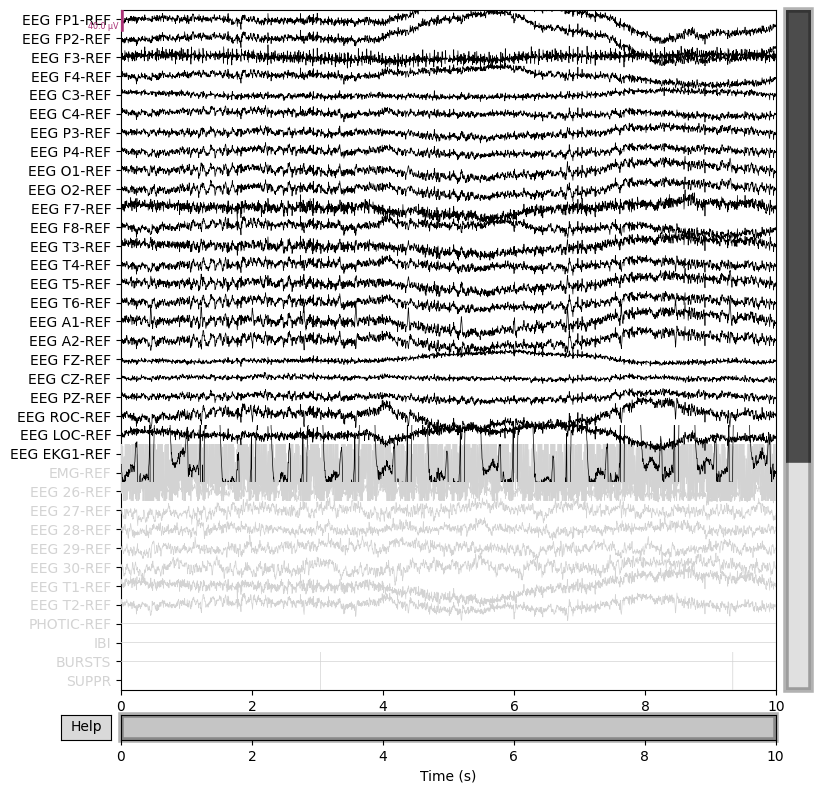 EEG FP1-REF
40.0 µV
EEG FP2-REF
EEG F3-REF
EEG F4-REF
EEG C3-REF
EEG C4-REF
EEG P3-REF
EEG P4-REF
EEG O1-REF
EEG O2-REF
EEG F7-REF
EEG F8-REF
EEG T3-REF
EEG T4-REF
EEG T5-REF
EEG T6-REF
EEG A1-REF
EEG A2-REF
EEG FZ-REF
EEG CZ-REF
EEG PZ-REF
EEG ROC-REF
EEG LOC-REF
EEG EKG1-REF
EMG-REF
EEG 26-REF
EEG 27-REF
EEG 28-REF
EEG 29-REF
EEG 30-REF
EEG T1-REF
EEG T2-REF
PHOTIC-REF
IBI
BURSTS
SUPPR
0 2 4 6 8 10
Help
0 2 4 6 8 10
Time (s)